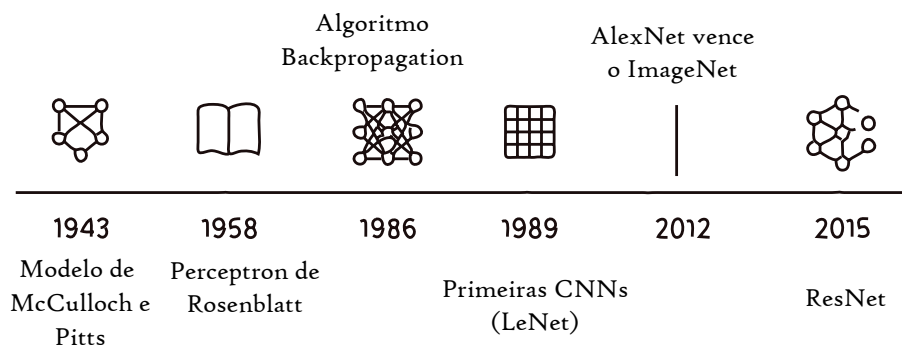 Algoritmo
Backpropagation
AlexNet vence
o ImageNet
1943
1958
1986
1989
2012
2015
Modelo de
McCulloch e
Pitts
Perceptron de
Rosenblatt
Primeiras CNNs
(LeNet)
ResNet